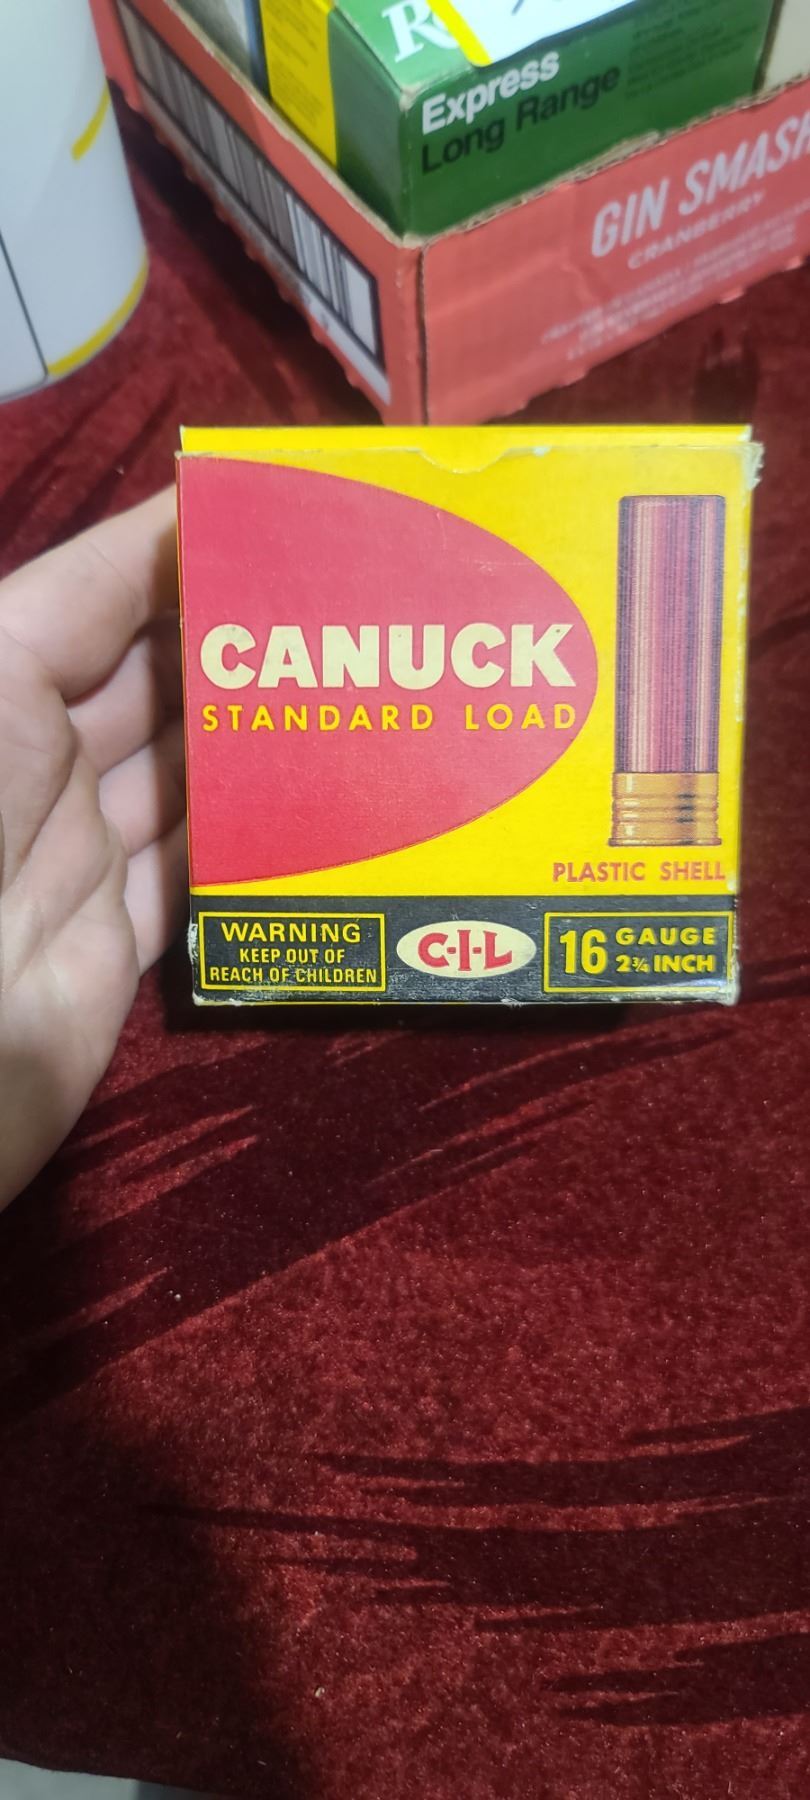 Express
Long Range
GIN SMASH
CRANBERRY
CANUCK
STANDARD LOAD
PLASTIC SHELL
WARNING
KEEP OUT OF
REACH OF CHILDREN
C-I-L
16 GAUGE
2¾ INCH